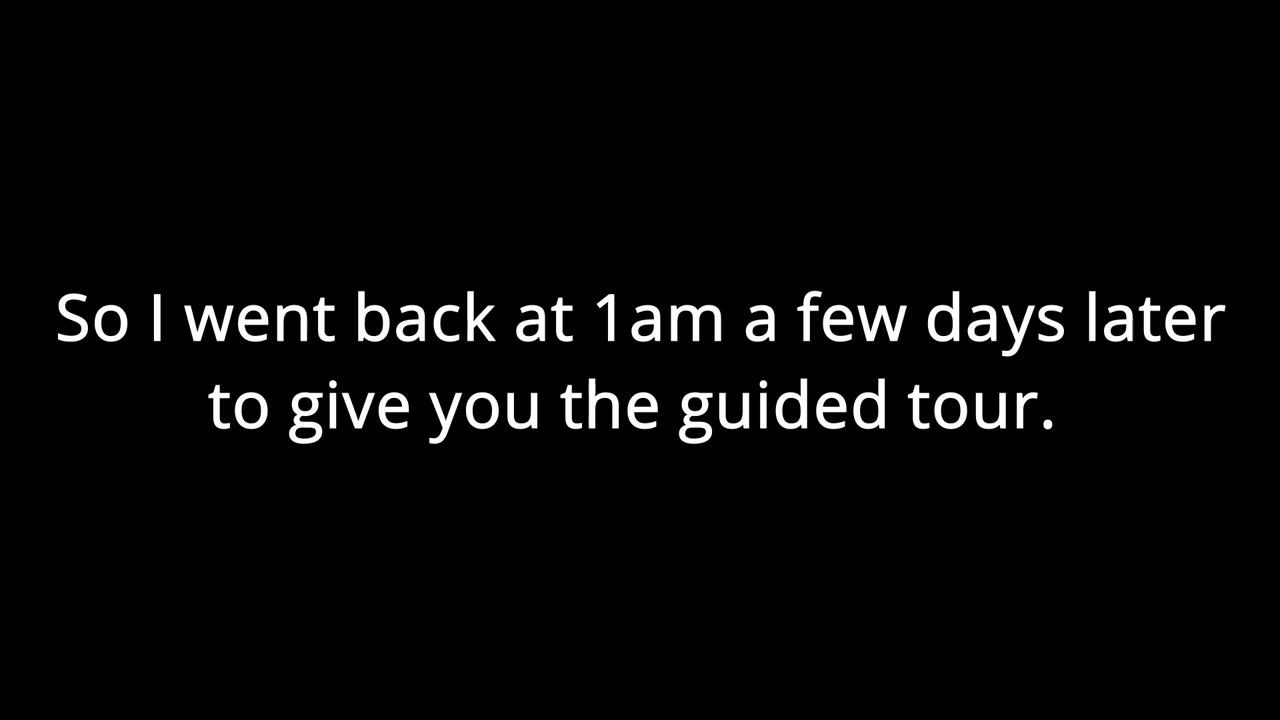 So I went back at 1am a few days later
to give you the guided tour.